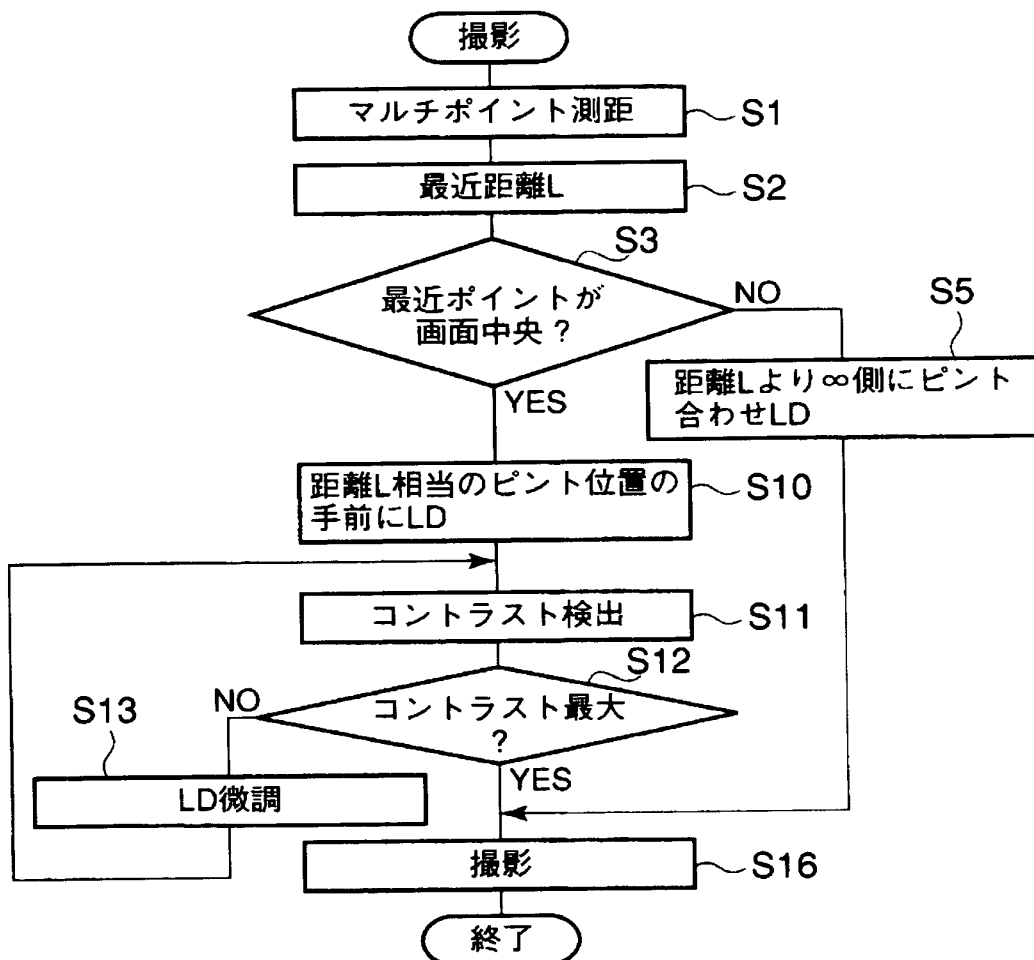 撮影
マルチポイント測距
S1
最近距離L
S2
S3
最近ポイントが
画面中央?
NO
S5
YES
距離Lより∞側にピント
合わせLD
距離L相当のピント位置の
手前にLD
S10
コントラスト検出
S11
S12
コントラスト最大
?
NO
S13
YES
LD微調
撮影
S16
終了